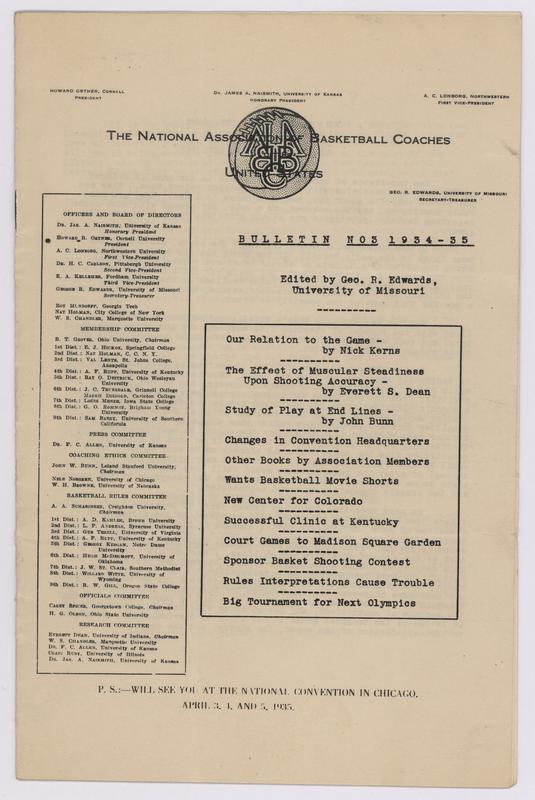 HOWARD ORTNER, CORNELL
PRESIDENT
DR. JAMES A. NAISMITH, UNIVERSITY OF KANSAS
HONORARY PRESIDENT
A. C. LONBORG, NORTHWESTERN
FIRST VICE-PRESIDENT
THE NATIONAL ASSOCIATION OF BASKETBALL COACHES
UNITED STATES
GEO. R. EDWARDS, UNIVERSITY OF MISSOURI
SECRETARY-TREASURER
OFFICERS AND BOARD OF DIRECTORS
DR. JAS. A. NAISMITH, University of Kansas
Honorary President
HOWARD B. ORTNER, Cornell University
President
A. C. LONBORG, Northwestern University
First Vice-President
DR. H. C. CARLSON, Pittsburgh University
Second Vice-President
E. A. KELLEHER, Fordham University
Third Vice-President
GEORGE R. EDWARDS, University of Missouri
Secretary-Treasurer
ROY MUNDORFF, Georgia Tech
NAT HOLMAN, City College of New York
W. S. CHANDLER, Marquette University
MEMBERSHIP COMMITTEE
B. T. GROVER, Ohio University, Chairman
1st Dist.: E. J. HICKOX, Springfield College
2nd Dist.: NAT HOLMAN, C. C. N. Y.
3rd Dist.: VAL LENTZ, St. Johns College,
Annapolis
4th Dist.: A. F. RUPP, University of Kentucky
5th Dist.: RAY O. DETRICK, Ohio Wesleyan
University
6th Dist.: J. C. TRUESDALE, Grinnell College
7th Dist.: LOUIS MENZE, Iowa State College
8th Dist.: G. O. ROMNEY, Brigham Young
University
9th Dist.: SAM BARRY, University of Southern
California
PRESS COMMITTEE
DR. F. C. ALLEN, University of Kansas
COACHING ETHICS COMMITTEE
JOHN W. BUNN, Leland Stanford University,
Chairman
NELS NORGREN, University of Chicago
W. H. BROWNE, University of Nebraska
BASKETBALL RULES COMMITTEE
A. A. SCHABINGER, Creighton University,
Chairman
1st Dist.: A. D. KAHLER, Brown University
2nd Dist.: L. P. ANDREAS, Syracuse University
3rd Dist.: GUS TEBELL, University of Virginia
4th Dist.: A. F. RUPP, University of Kentucky
5th Dist.: GEORGE KEOGAN, Notre Dame
University
6th Dist.: HUGH MCDERMOTT, University of
Oklahoma
7th Dist.: J. W. ST. CLAIR, Southern Methodist
8th Dist.: WILLARD WITTE, University of
Wyoming
9th Dist.: R. W. GILL, Oregon State College
OFFICIALS COMMITTEE
Georgetown College, Chairman
H. G. OLSEN, Ohio State University
RESEARCH COMMITTEE
EVERETT DEAN, University of Indiana, Chairman
W. S. CHANDLER, Marquette University
DR. F. C. ALLEN, University of Kansas
CRAIG RUBY, University of Illinois
DR. JAS. A. NAISMITH, University of Kansas
BULLETIN NO3 1934-35
Edited by Geo. R. Edwards,
University of Missouri
Our Relation to the Game -
by Nick Kerns
The Effect of Muscular Steadiness
Upon Shooting Accuracy -
by Everett S. Dean
Study of Play at End Lines -
by John Bunn
Changes in Convention Headquarters
Other Books by Association Members
Wants Basketball Movie Shorts
New Center for Colorado
Successful Clinic at Kentucky
Court Games to Madison Square Garden
Sponsor Basket Shooting Contest
Rules Interpretations Cause Trouble
Big Tournament for Next Olympics
P. S.:—WILL SEE YOU AT THE NATIONAL CONVENTION IN CHICAGO,
APRIL 3, 4, AND 5, 1935.